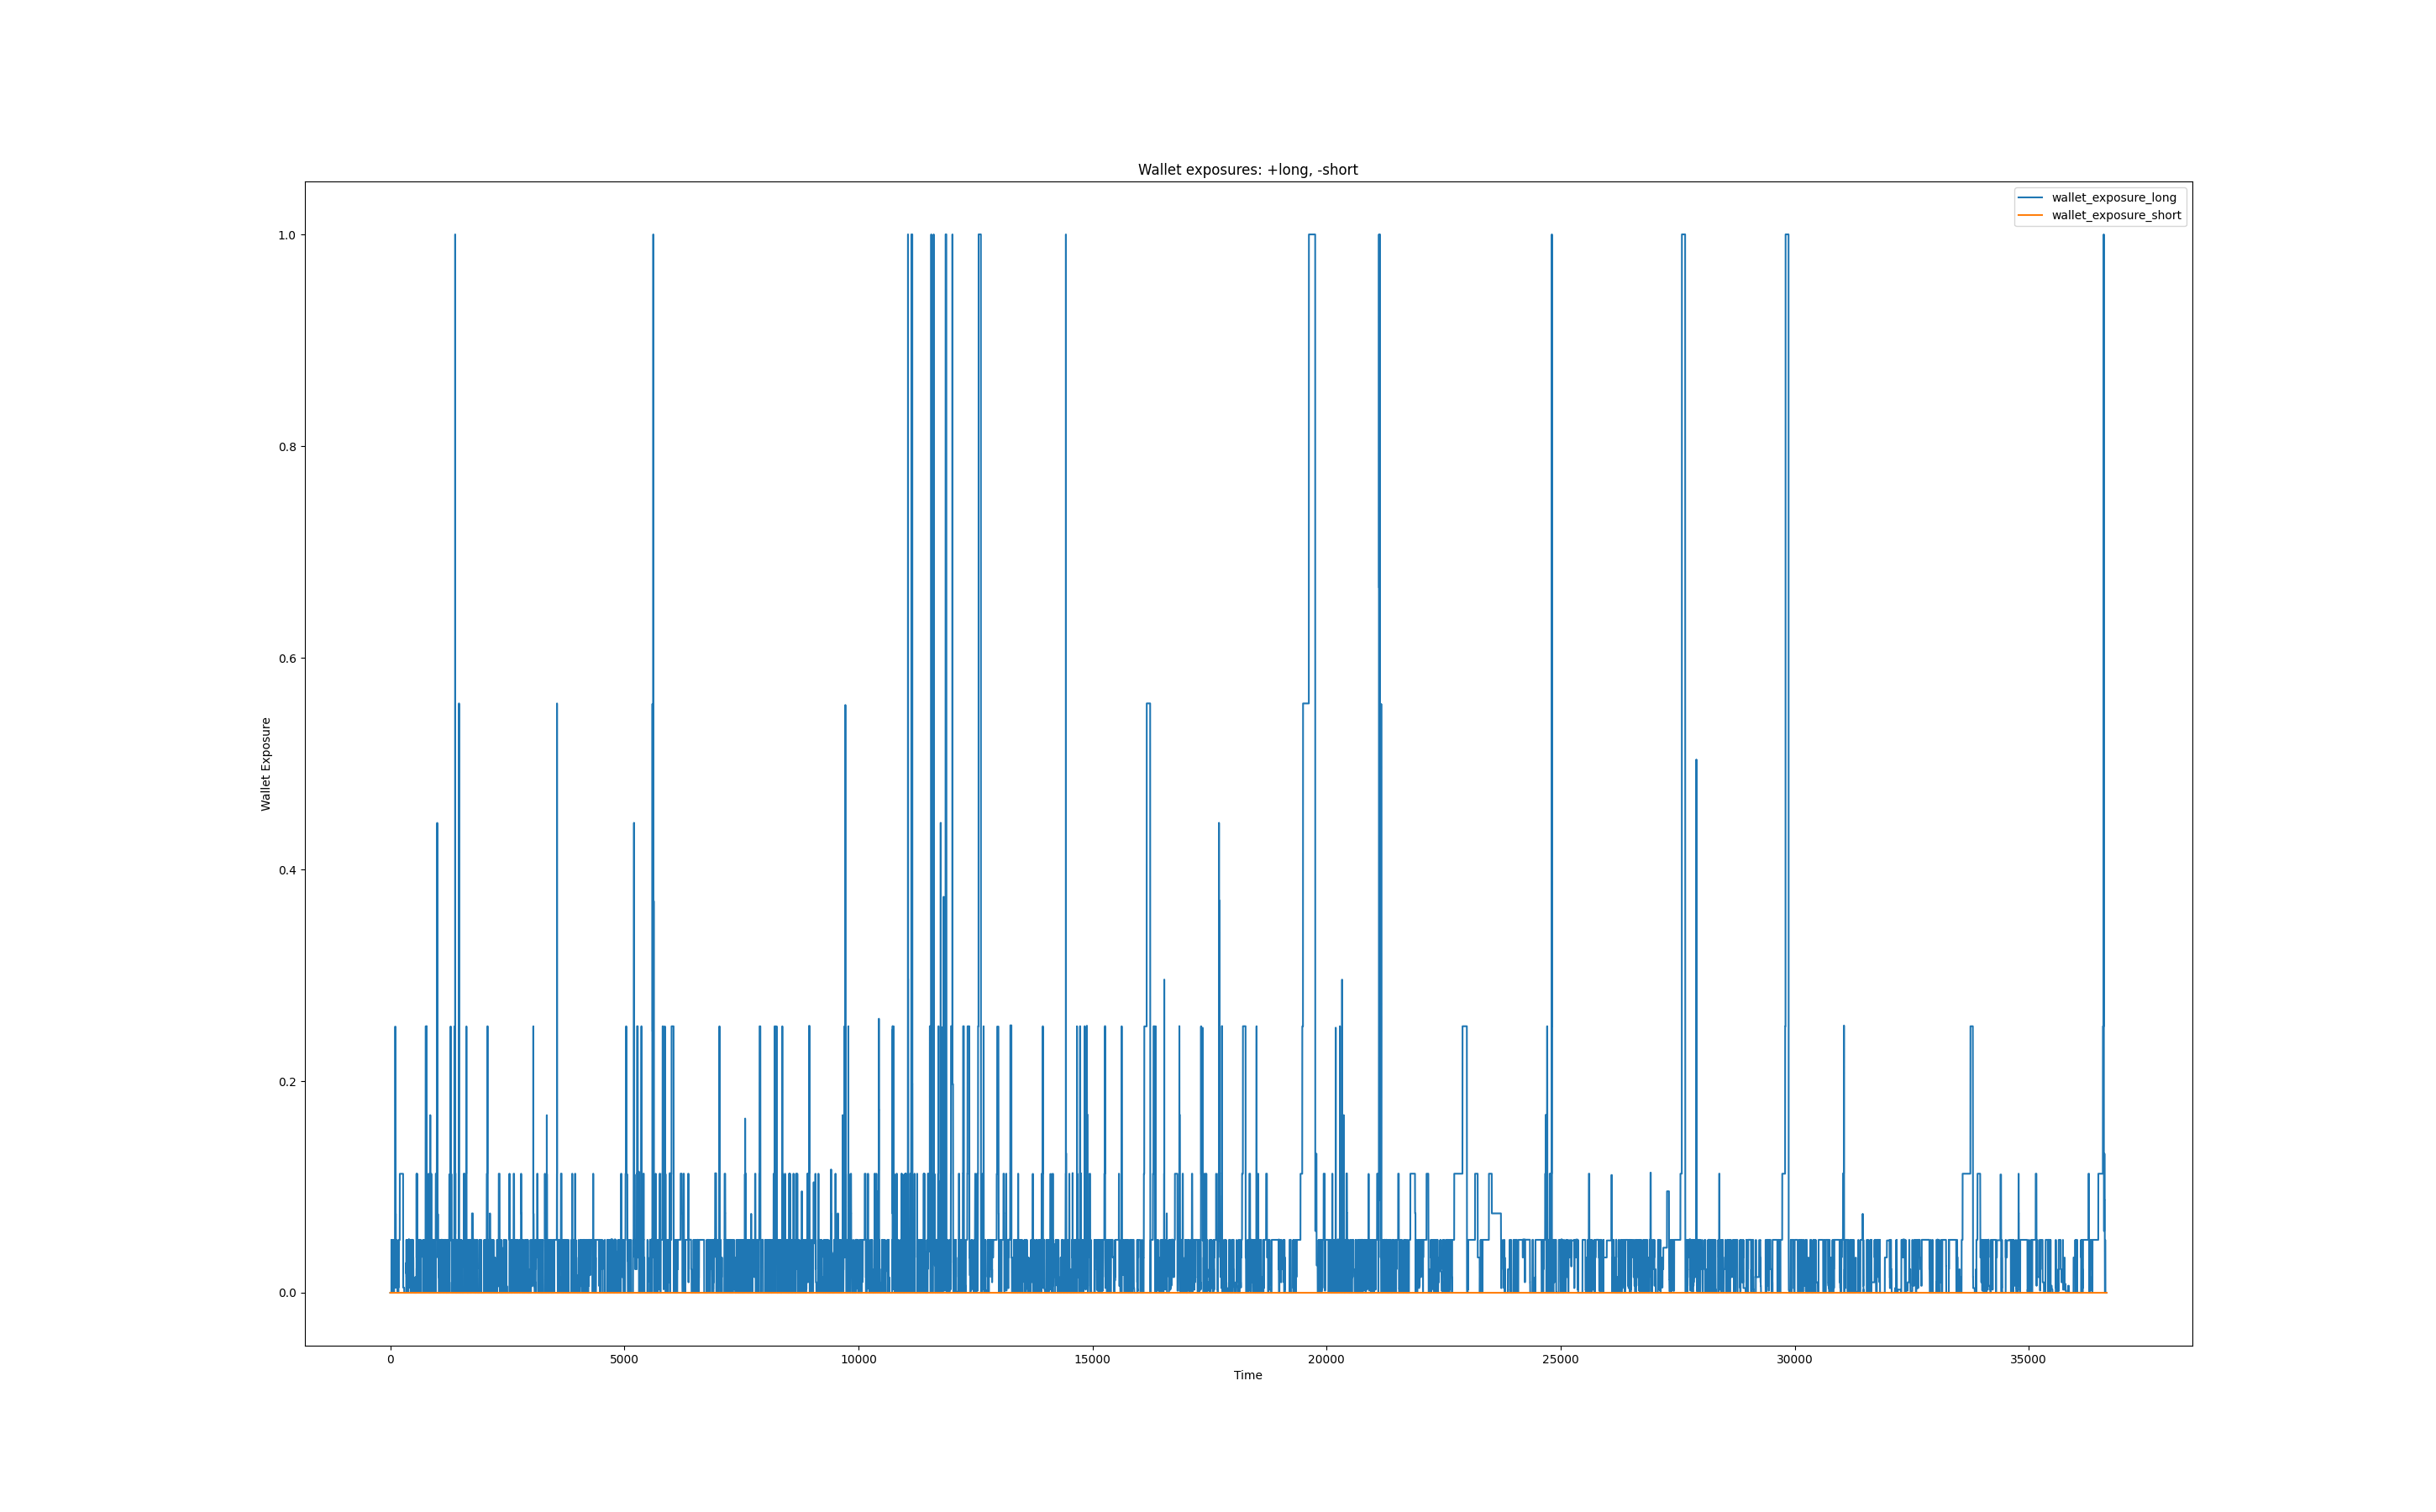 Wallet exposures: +long, -short
wallet_exposure_long
wallet_exposure_short
1.0
0.8
0.6
0.4
0.2
0.0
Wallet Exposure
0 5000 10000 15000 20000 25000 30000 35000
Time